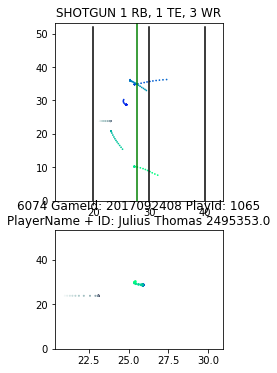 SHOTGUN 1 RB, 1 TE, 3 WR
50
40
30
20
10
0
20 30 40
6074 GameId: 2017092408 PlayId: 1065
PlayerName + ID: Julius Thomas 2495353.0
40
20
0
22.5 25.0 27.5 30.0